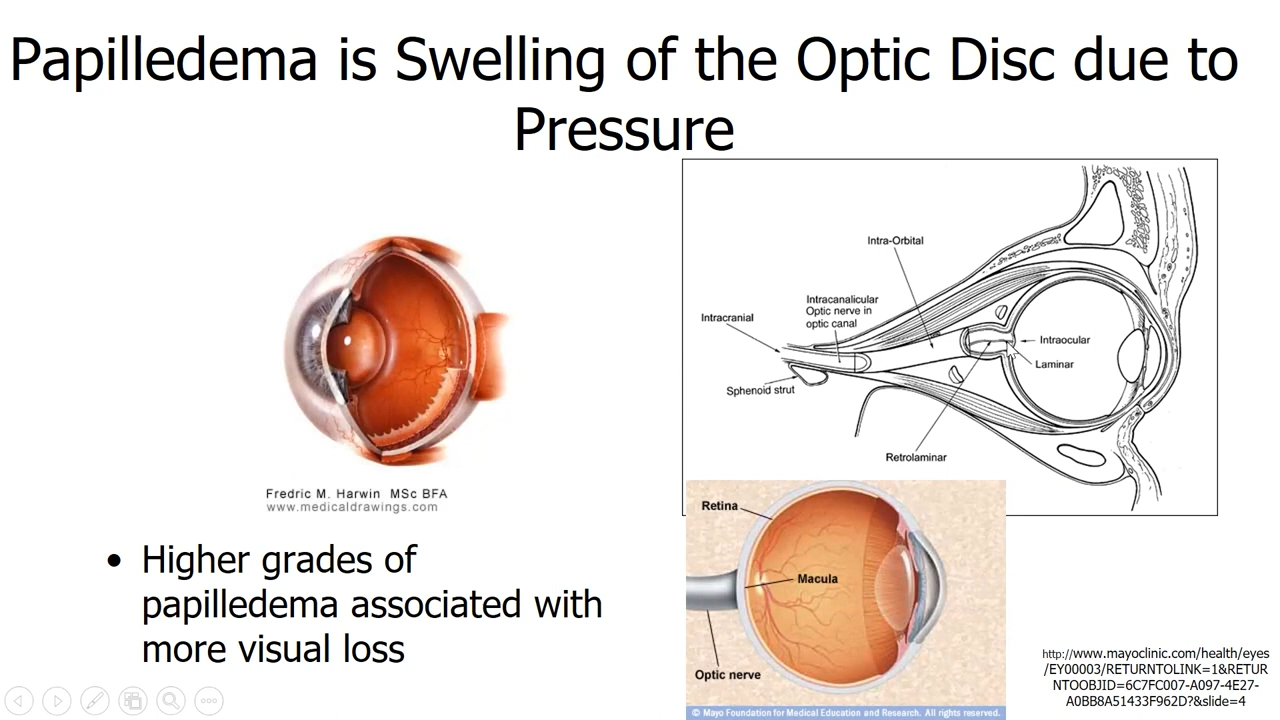 Papilledema is Swelling of the Optic Disc due to
Pressure
Intra-Orbital
Intracanalicular
Optic nerve in
optic canal
Intracranial
Intraocular
Laminar
Sphenoid strut
Retrolaminar
Fredric M. Harwin MSc BFA
www.medicaldrawings.com
• Higher grades of
papilledema associated with
more visual loss
Retina
Macula
Optic nerve
© Mayo Foundation for Medical Education and Research. All rights reserved.
http://www.mayoclinic.com/health/eyes
/EY00003/RETURNTOLINK=1&RETUR
NTOOBJID=6C7FC007-A097-4E27-
A0BB8A51433F962D?&slide=4